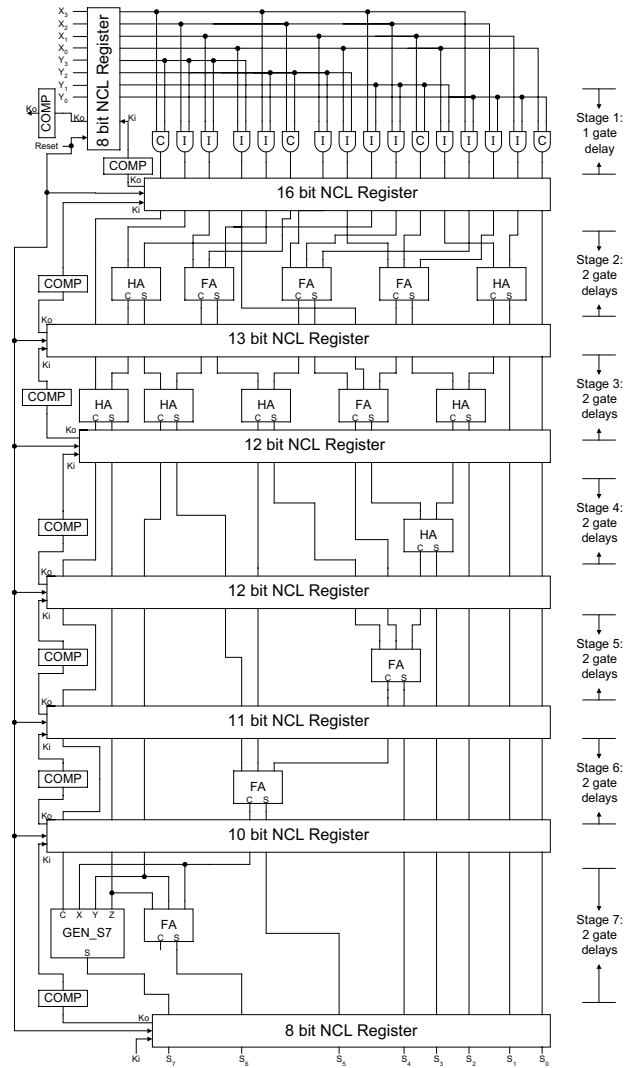 X3
X2
X1
X0
Y3
Y2
Y1
Y0
8 bit NCL Register
Ko
COMP
Ko
Ki
Reset
COMP
Ko
C I I I I C I I I I C I I I I C
Stage 1:
1 gate
delay
16 bit NCL Register
Ki
HA
C S
FA
C S
FA
C S
FA
C S
HA
C S
Stage 2:
2 gate
delays
COMP
Ko
13 bit NCL Register
Ki
HA
C S
HA
C S
HA
C S
FA
C S
HA
C S
Stage 3:
2 gate
delays
COMP
Ko
12 bit NCL Register
Ki
COMP
HA
C S
Stage 4:
2 gate
delays
Ko
12 bit NCL Register
Ki
COMP
FA
C S
Stage 5:
2 gate
delays
Ko
11 bit NCL Register
Ki
COMP
FA
C S
Stage 6:
2 gate
delays
Ko
10 bit NCL Register
Ki
C X Y Z
GEN_S7
S
FA
C S
Stage 7:
2 gate
delays
COMP
Ko
8 bit NCL Register
Ki
S7 S6 S5 S4 S3 S2 S1 S0